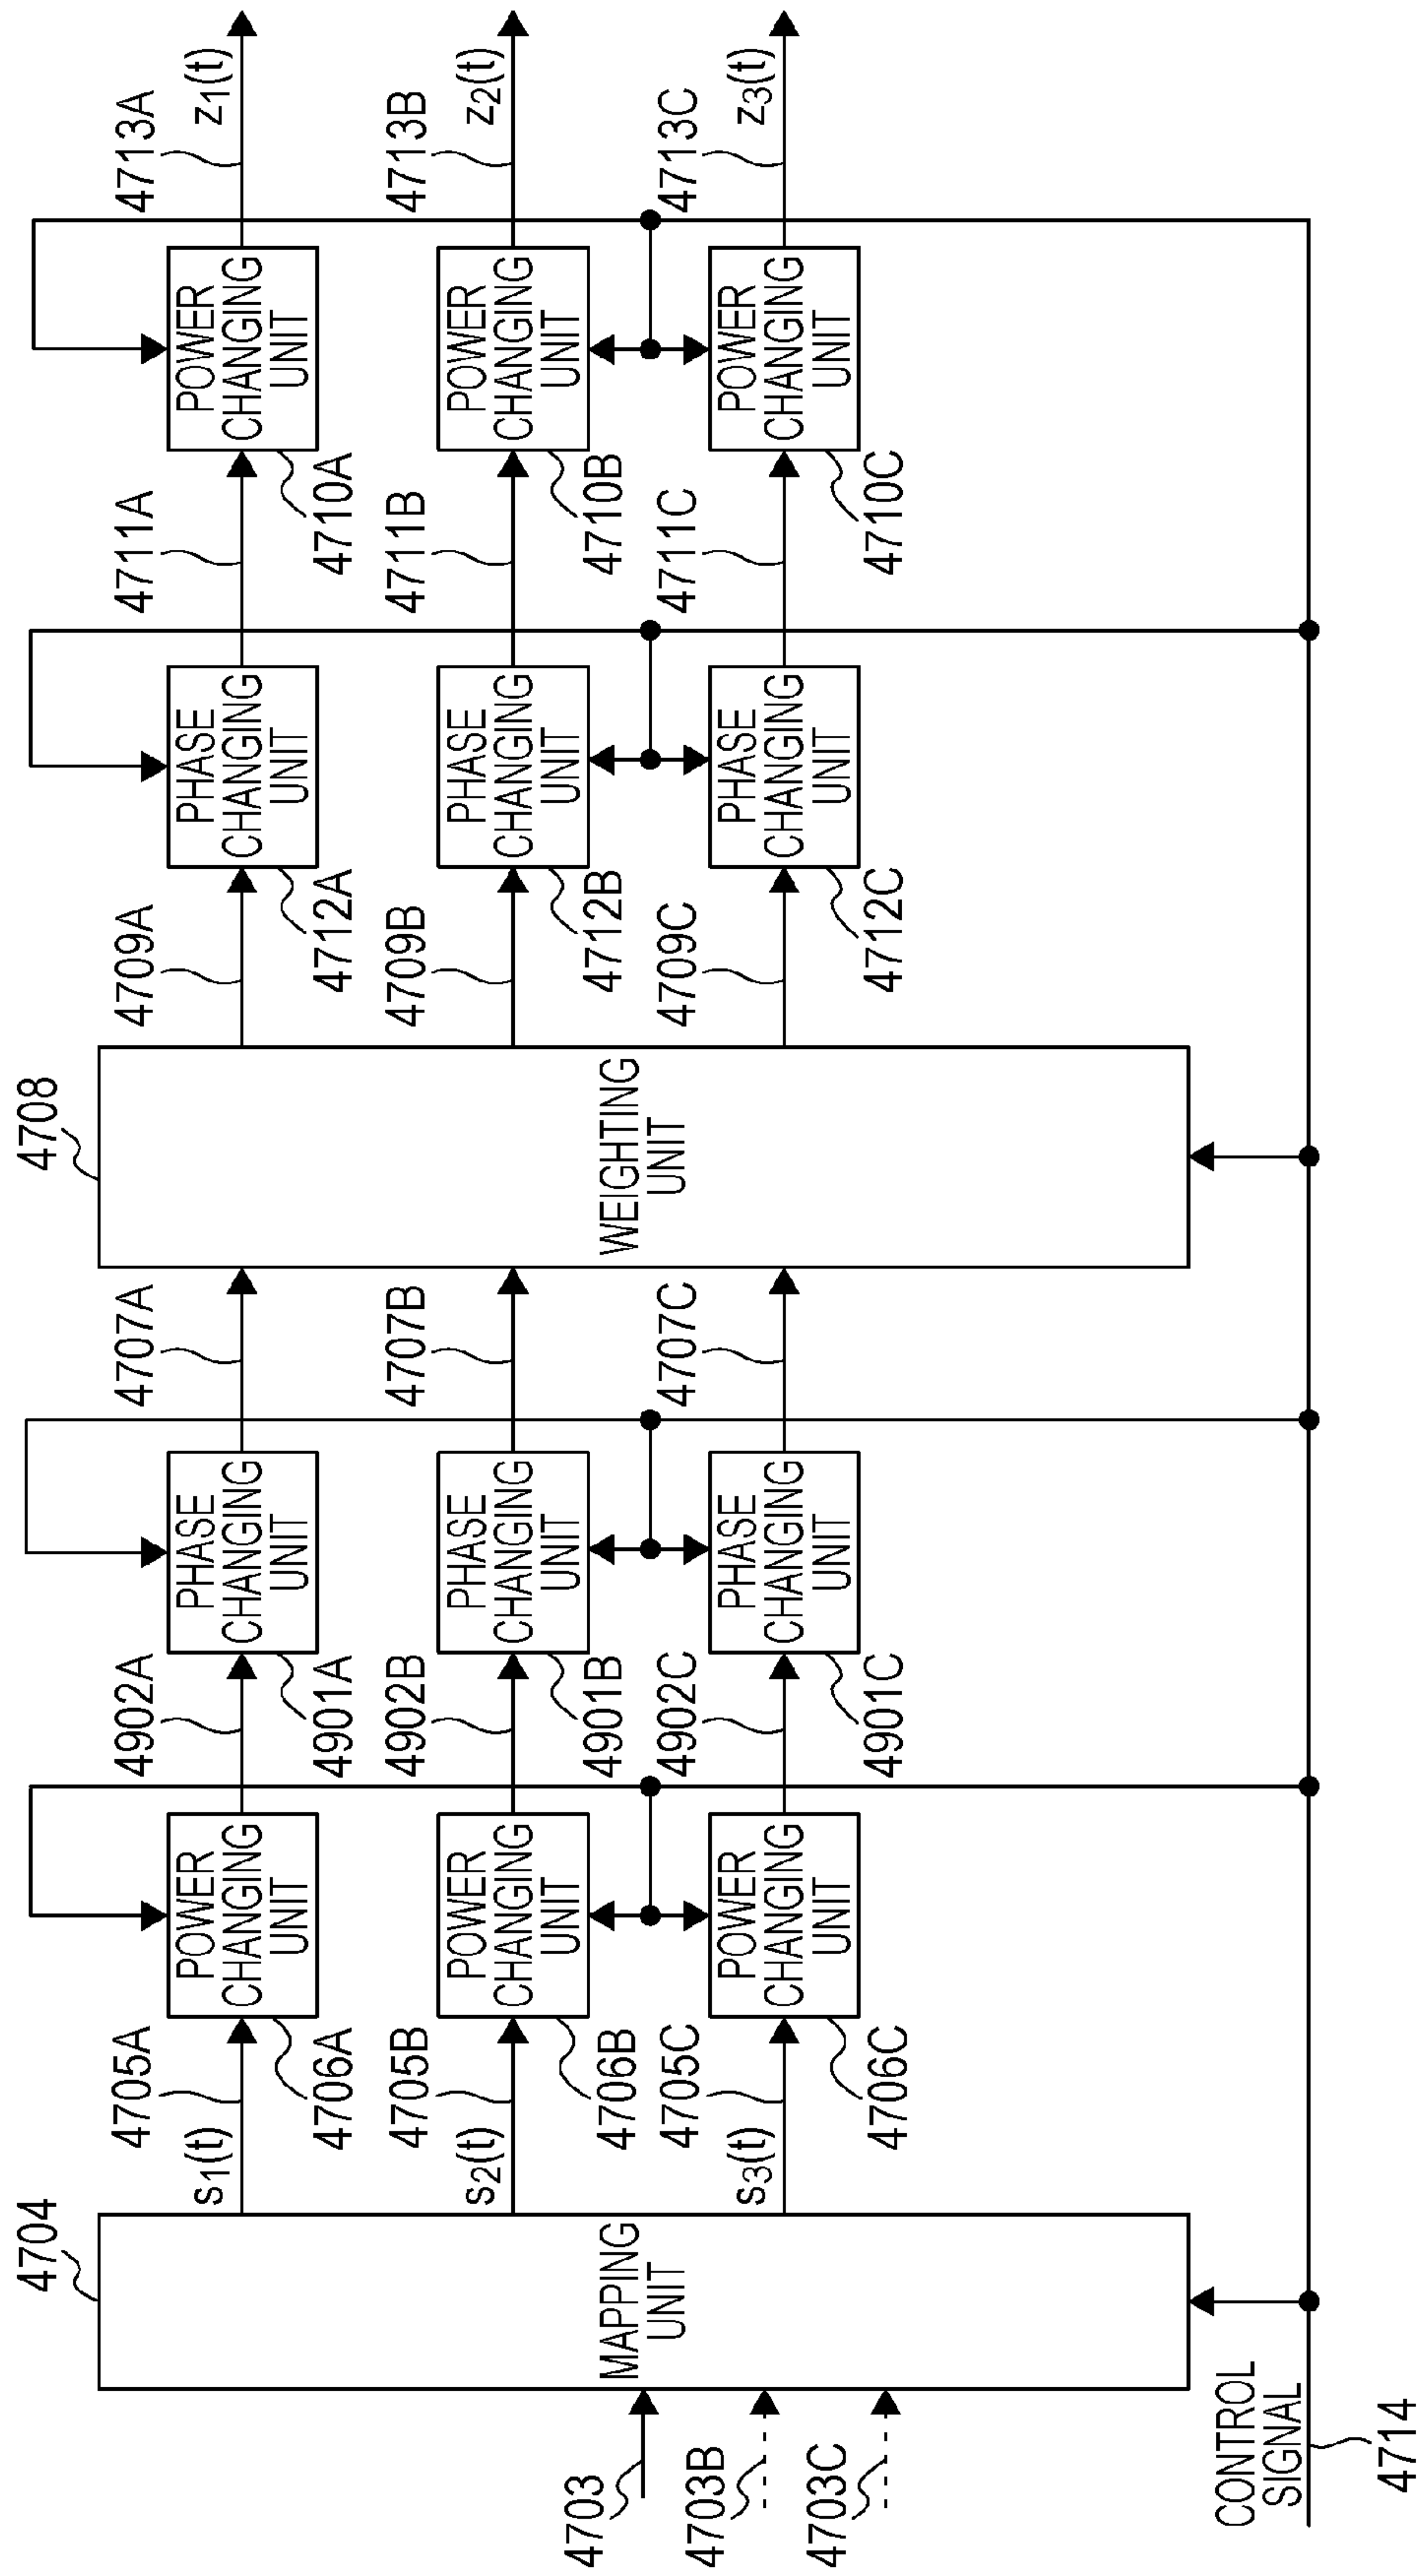 4704
MAPPING
UNIT
4703
4703B
4703C
CONTROL
SIGNAL
4714
s1(t)
4705A
POWER
CHANGING
UNIT
4706A
4902A
PHASE
CHANGING
UNIT
4901A
4707A
s2(t)
4705B
POWER
CHANGING
UNIT
4706B
4902B
PHASE
CHANGING
UNIT
4901B
4707B
s3(t)
4705C
POWER
CHANGING
UNIT
4706C
4902C
PHASE
CHANGING
UNIT
4901C
4707C
4708
WEIGHTING
UNIT
4709A
PHASE
CHANGING
UNIT
4712A
4711A
POWER
CHANGING
UNIT
4710A
4713A
z1(t)
4709B
PHASE
CHANGING
UNIT
4712B
4711B
POWER
CHANGING
UNIT
4710B
4713B
z2(t)
4709C
PHASE
CHANGING
UNIT
4712C
4711C
POWER
CHANGING
UNIT
4710C
4713C
z3(t)